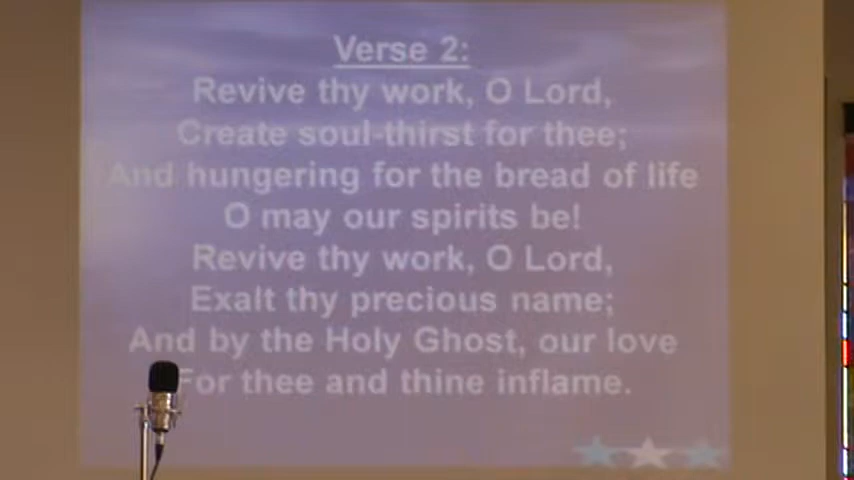 Verse 2:
Revive thy work, O Lord,
Create soul-thirst for thee;
And hungering for the bread of life
O may our spirits be!
Revive thy work, O Lord,
Exalt thy precious name;
And by the Holy Ghost, our love
For thee and thine inflame.